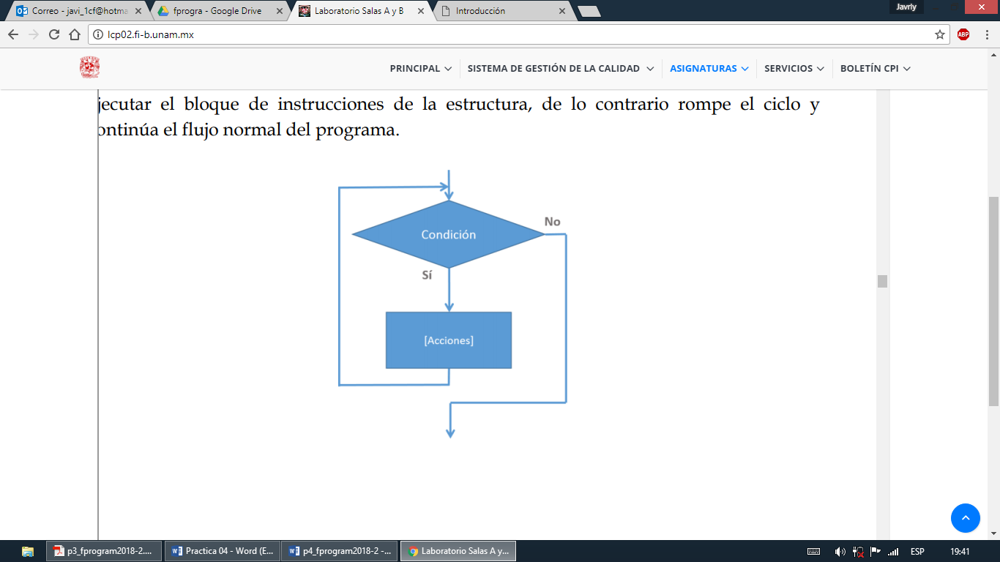 Correo - javi_1cf@hotma
fprogra - Google Drive
Laboratorio Salas A y B
Introducción
Javrly
lcp02.fi-b.unam.mx
ABP
PRINCIPAL
SISTEMA DE GESTIÓN DE LA CALIDAD
ASIGNATURAS
SERVICIOS
BOLETÍN CPI
jecutar el bloque de instrucciones de la estructura, de lo contrario rompe el ciclo y
ontinúa el flujo normal del programa.
No
Condición
Sí
[Acciones]
p3_fprogram2018-2....
Practica 04 - Word (E...
p4_fprogram2018-2 -...
Laboratorio Salas A y...
ESP
19:41